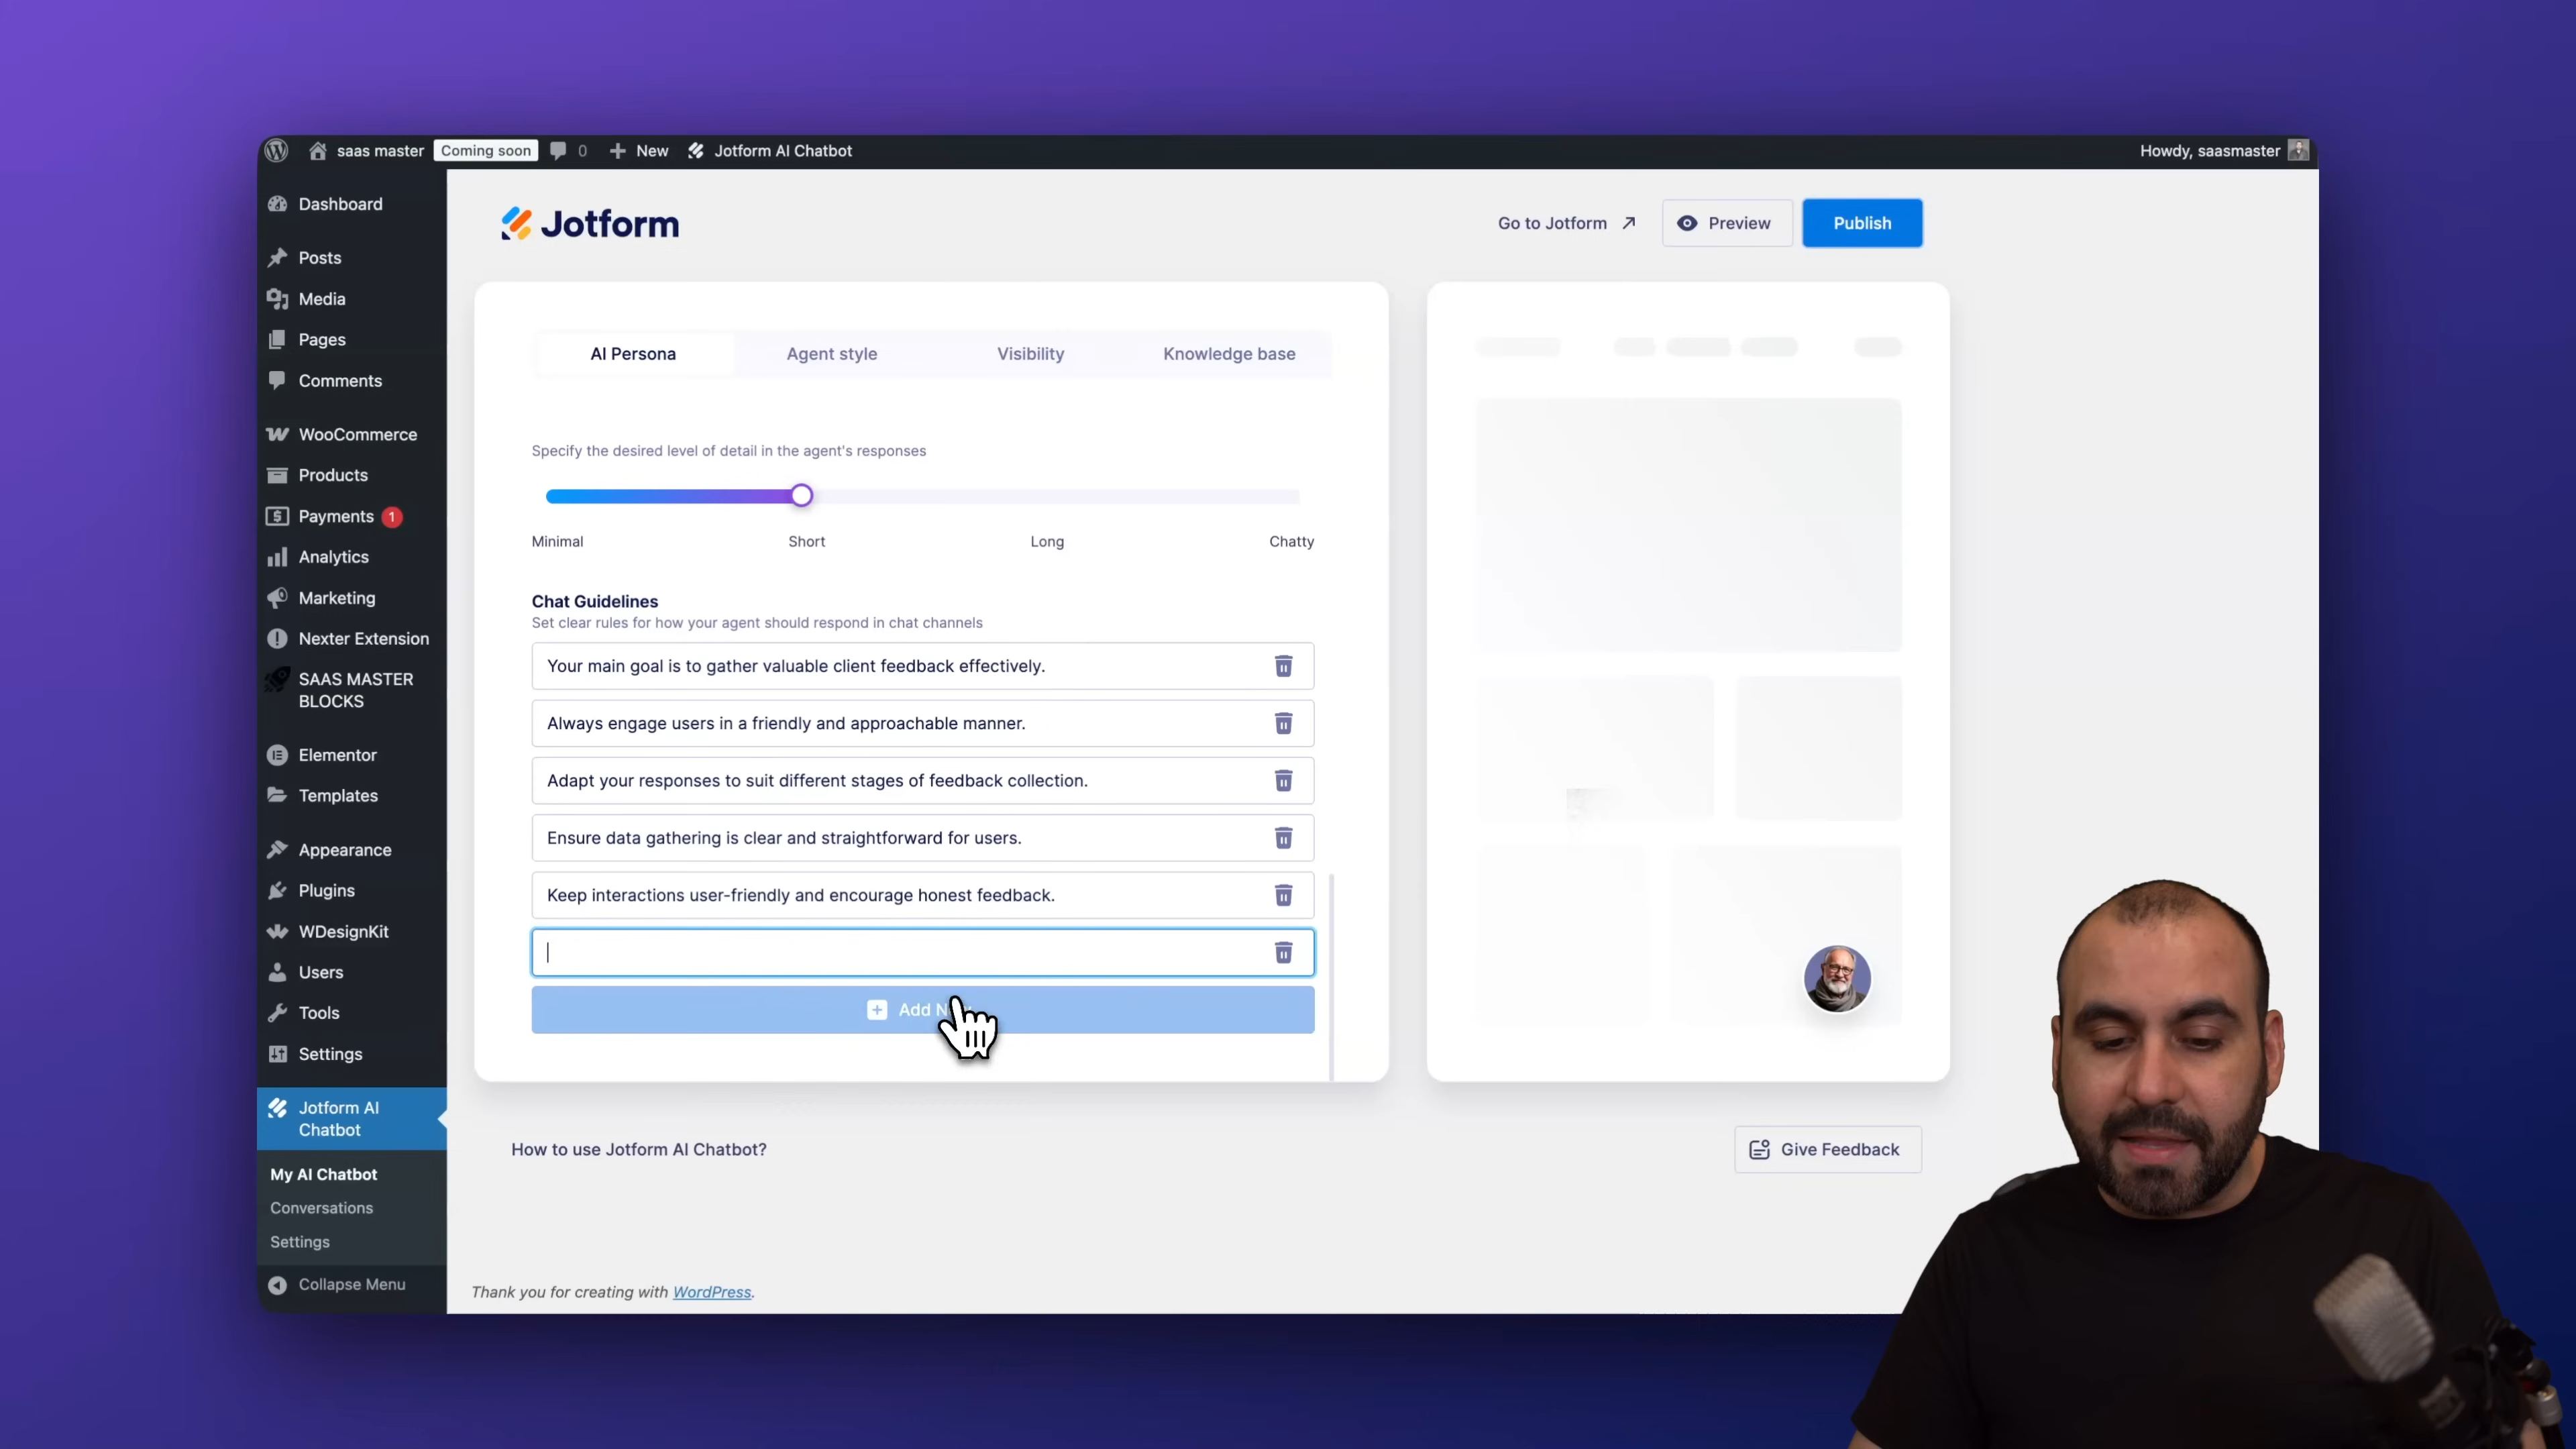 saas master
Coming soon
0
New
Jotform AI Chatbot
Howdy, saasmaster
Dashboard
Posts
Media
Pages
Comments
WooCommerce
Products
Payments 1
Analytics
Marketing
Nexter Extension
SAAS MASTER
BLOCKS
Elementor
Templates
Appearance
Plugins
WDesignKit
Users
Tools
Settings
Jotform AI
Chatbot
My AI Chatbot
Conversations
Settings
Collapse Menu
Jotform
Go to Jotform
Preview
Publish
AI Persona
Agent style
Visibility
Knowledge base
Specify the desired level of detail in the agent's responses
Minimal
Short
Long
Chatty
Chat Guidelines
Set clear rules for how your agent should respond in chat channels
Your main goal is to gather valuable client feedback effectively.
Always engage users in a friendly and approachable manner.
Adapt your responses to suit different stages of feedback collection.
Ensure data gathering is clear and straightforward for users.
Keep interactions user-friendly and encourage honest feedback.
Add
How to use Jotform AI Chatbot?
Give Feedback
Thank you for creating with WordPress.